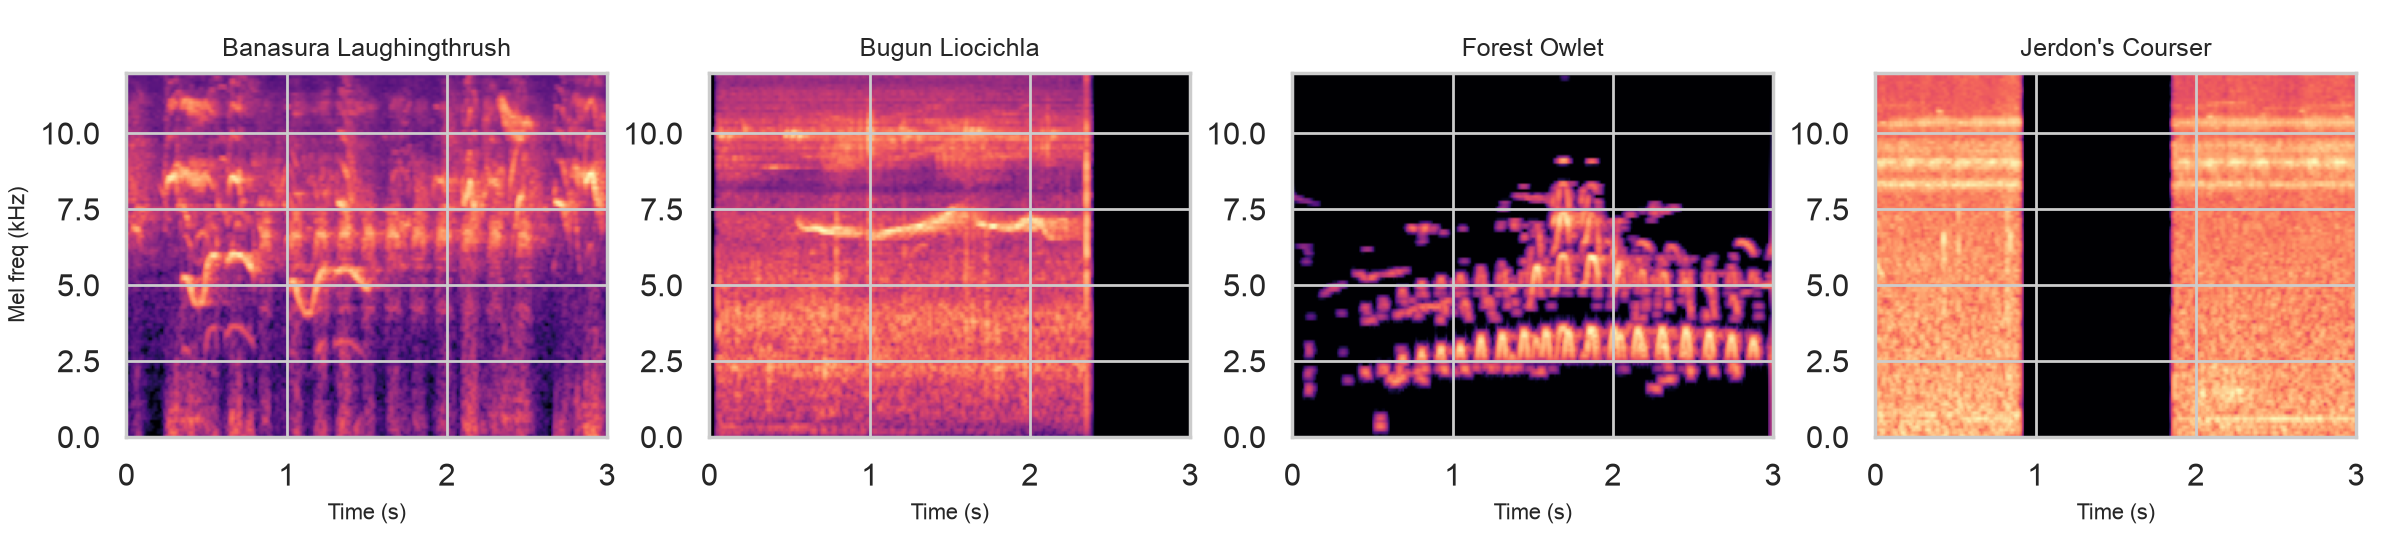 Banasura Laughingthrush
Bugun Liocichla
Forest Owlet
Jerdon's Courser
Mel freq (kHz)
10.0
7.5
5.0
2.5
0.0
0 1 2 3
Time (s)
10.0
7.5
5.0
2.5
0.0
0 1 2 3
Time (s)
10.0
7.5
5.0
2.5
0.0
0 1 2 3
Time (s)
10.0
7.5
5.0
2.5
0.0
0 1 2 3
Time (s)